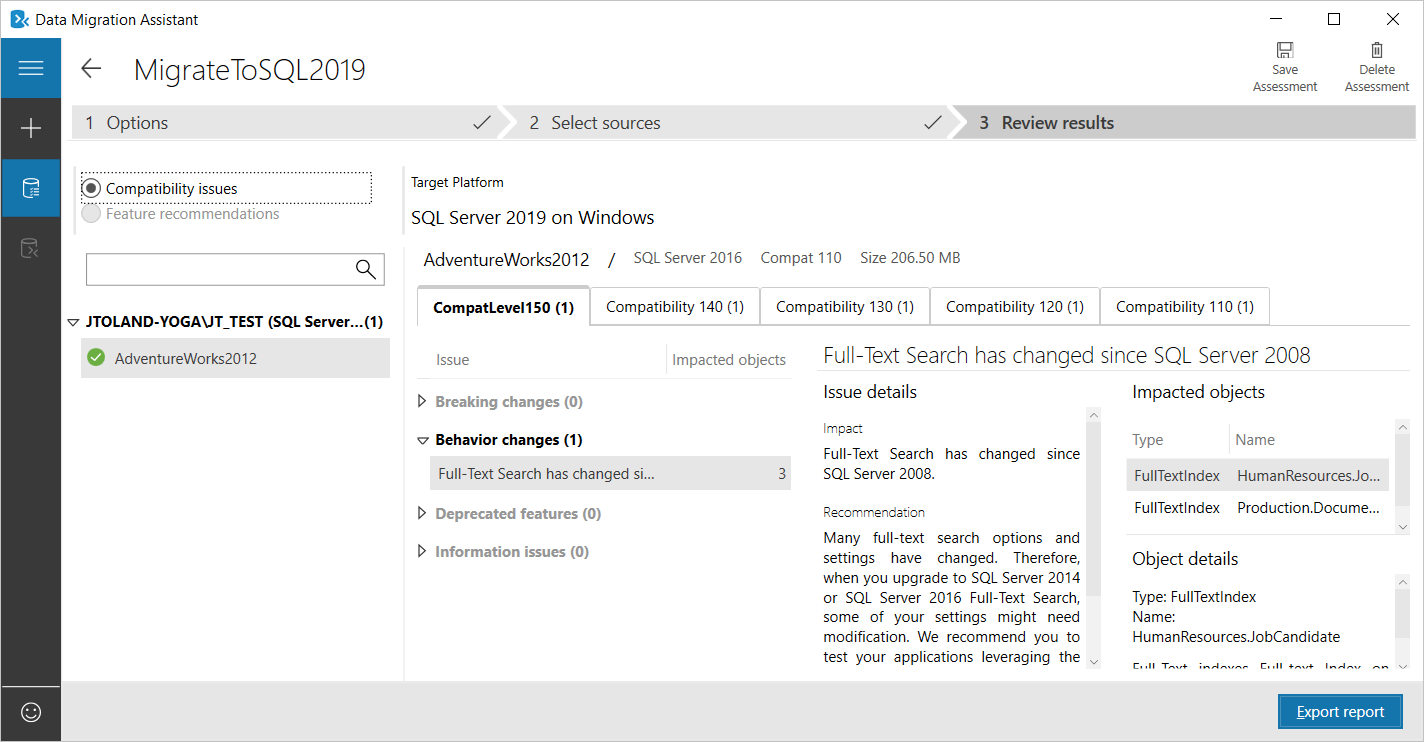 Data Migration Assistant
MigrateToSQL2019
Save
Assessment
Delete
Assessment
1 Options
2 Select sources
3 Review results
Compatibility issues
Feature recommendations
JTOLAND-YOGA\JT_TEST (SQL Server...(1)
AdventureWorks2012
Target Platform
SQL Server 2019 on Windows
AdventureWorks2012 / SQL Server 2016 Compat 110 Size 206.50 MB
CompatLevel150 (1) Compatibility 140 (1) Compatibility 130 (1) Compatibility 120 (1) Compatibility 110 (1)
Issue Impacted objects
Breaking changes (0)
Behavior changes (1)
Full-Text Search has changed si... 3
Deprecated features (0)
Information issues (0)
Full-Text Search has changed since SQL Server 2008
Issue details
Impact
Full-Text Search has changed since
SQL Server 2008.
Recommendation
Many full-text search options and
settings have changed. Therefore,
when you upgrade to SQL Server 2014
or SQL Server 2016 Full-Text Search,
some of your settings might need
modification. We recommend you to
test your applications leveraging the
Impacted objects
Type Name
FullTextIndex HumanResources.Jo...
FullTextIndex Production.Docume...
Object details
Type: FullTextIndex
Name:
HumanResources.JobCandidate
Full-Text indexes Full-text Index on
Export report